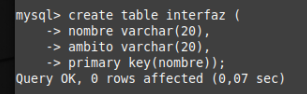 mysql> create table interfaz (
    -> nombre varchar(20),
    -> ambito varchar(20),
    -> primary key(nombre));
Query OK, 0 rows affected (0,07 sec)